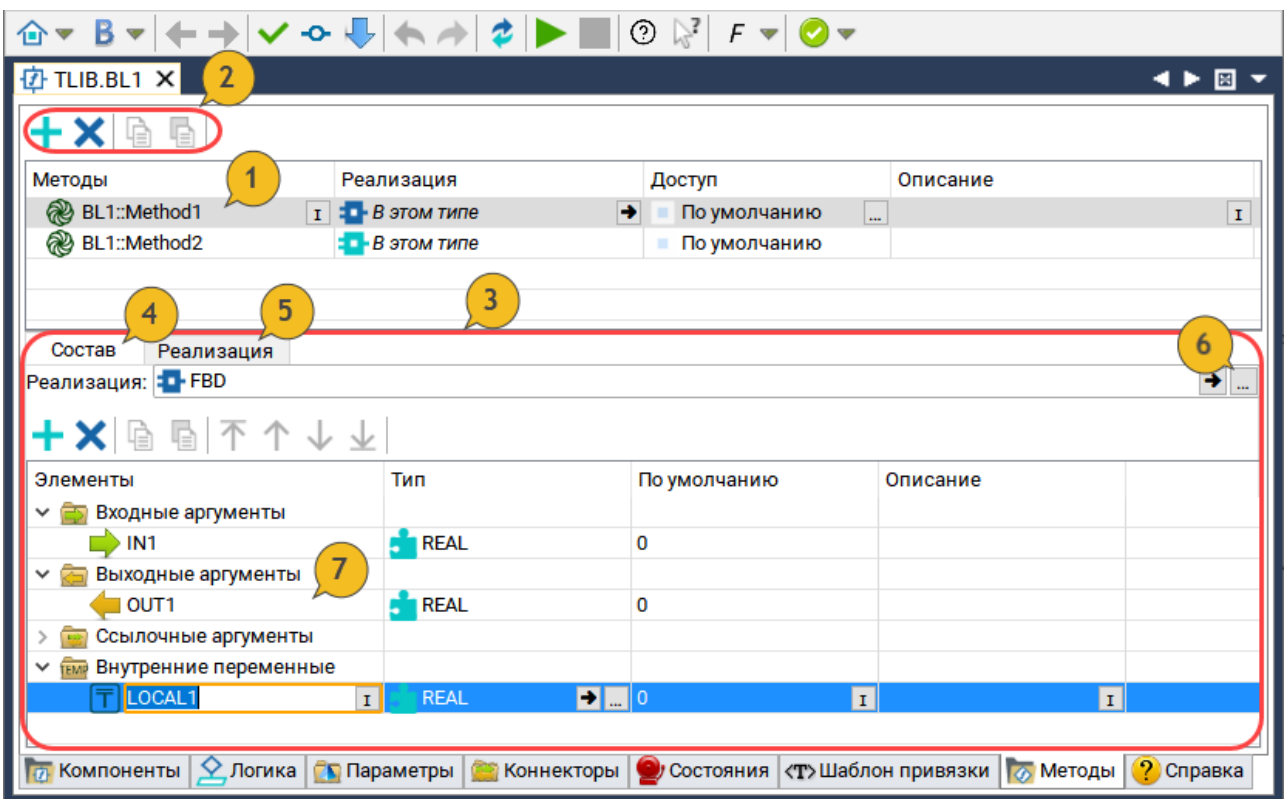 B F
TLIB.BL1 2
Методы 1 Реализация Доступ Описание
BL1::Method1 I В этом типе По умолчанию ... I
BL1::Method2 В этом типе По умолчанию
4 5 3
Состав Реализация 6
Реализация: FBD ...
Элементы Тип По умолчанию Описание
Входные аргументы
IN1 REAL 0
Выходные аргументы 7
OUT1 REAL 0
Ссылочные аргументы
TEMP Внутренние переменные
T LOCAL1 I REAL ... 0 I I
Компоненты Логика Параметры Коннекторы Состояния <T> Шаблон привязки Методы ? Справка